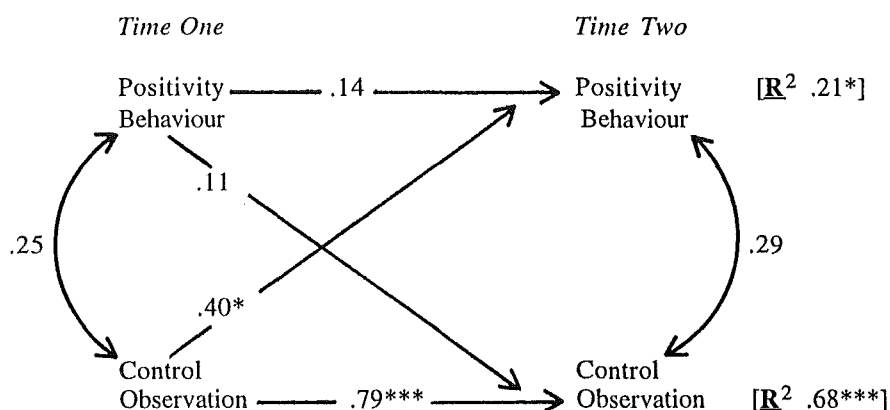 Time One Time Two
Positivity .14 Positivity [R² .21*]
Behaviour Behaviour
.11
.25 .29
.40*
Control Control
Observation .79*** Observation [R² .68***]